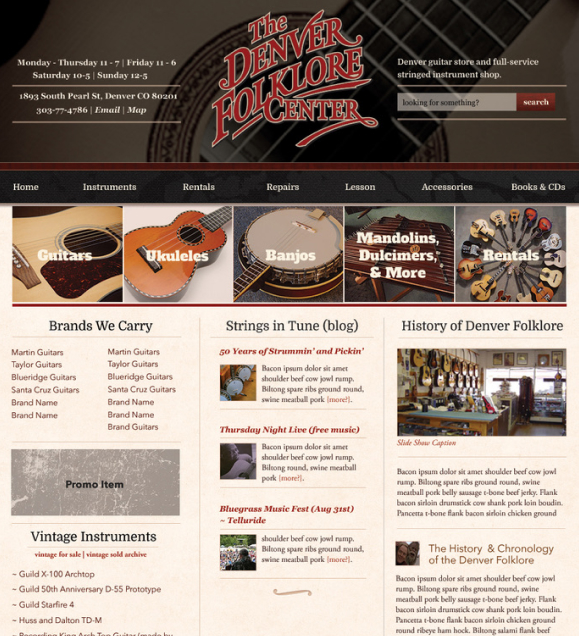 Monday - Thursday 11 - 7 | Friday 11 - 6
Saturday 10-5 | Sunday 12-5
1893 South Pearl St, Denver CO 80201
303-77-4786 | Email | Map
The
DENVER
FOLKLORE
CENTER
Denver guitar store and full-service
stringed instrument shop.
looking for something?
search
Home
Instruments
Rentals
Repairs
Lesson
Accessories
Books & CDs
Guitars
Ukuleles
Banjos
Mandolins,
Dulcimers,
& More
Rentals
Brands We Carry
Martin Guitars
Taylor Guitars
Blueridge Guitars
Santa Cruz Guitars
Brand Name
Brand Name
Martin Guitars
Taylor Guitars
Blueridge Guitars
Santa Cruz Guitars
Brand Name
Brand Name
Brand Guitars
Promo Item
Vintage Instruments
vintage for sale | vintage sold archive
~ Guild X-100 Archtop
~ Guild 50th Anniversary D-55 Prototype
~ Guild Starfire 4
~ Huss and Dalton TD-M
~ Recording King Arch Top Guitar (made by
Strings in Tune (blog)
50 Years of Strummin' and Pickin'
Bacon ipsum dolor sit amet
shoulder beef cow jowl rump.
Biltong spare ribs ground round,
swine meatball pork [more!].
Thursday Night Live (free music)
Bacon ipsum dolor sit amet
shoulder beef cow jowl rump.
Biltong round, swine meatball
pork [more!].
Bluegrass Music Fest (Aug 31st)
~ Telluride
shoulder beef cow jowl rump.
Biltong spare ribs ground round,
swine meatball pork [more!].
History of Denver Folklore
Slide Show Caption
Bacon ipsum dolor sit amet shoulder beef cow jowl
rump. Biltong spare ribs ground round, swine
meatball pork belly sausage t-bone beef jerky. Flank
bacon sirloin drumstick cow pork loin boudin.
Pancetta t-bone flank bacon sirloin chicken ground
The History & Chronology
of the Denver Folklore
Bacon ipsum dolor sit amet shoulder beef cow jowl
rump. Biltong spare ribs ground round, swine
meatball pork belly sausage t-bone beef jerky. Flank
bacon sirloin drumstick cow pork shank pork loin
boudin. Pancetta t-bone flank bacon sirloin chicken
ground ribeye ham hock. Biltong salami flank beef